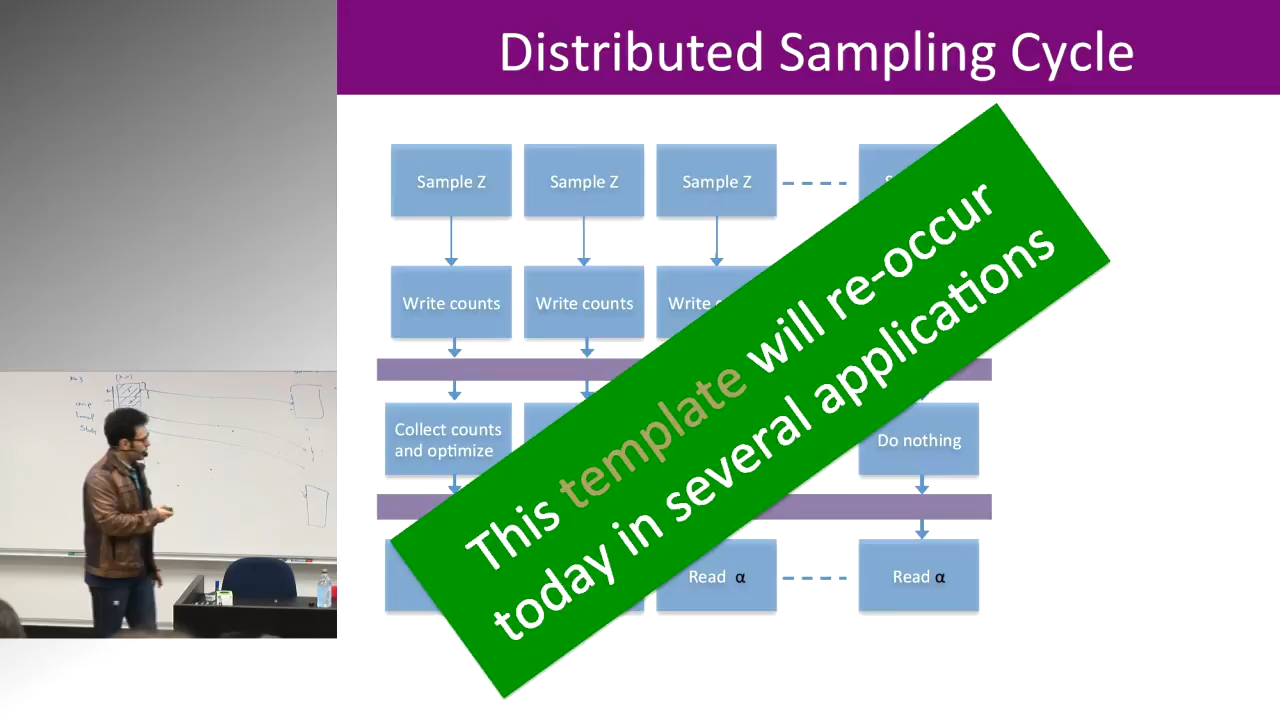 Distributed Sampling Cycle
Sample Z
Sample Z
Sample Z
Write counts
Write counts
Write
Collect counts
and optimize
Do nothing
Read α
Read α
This template will re-occur
today in several applications